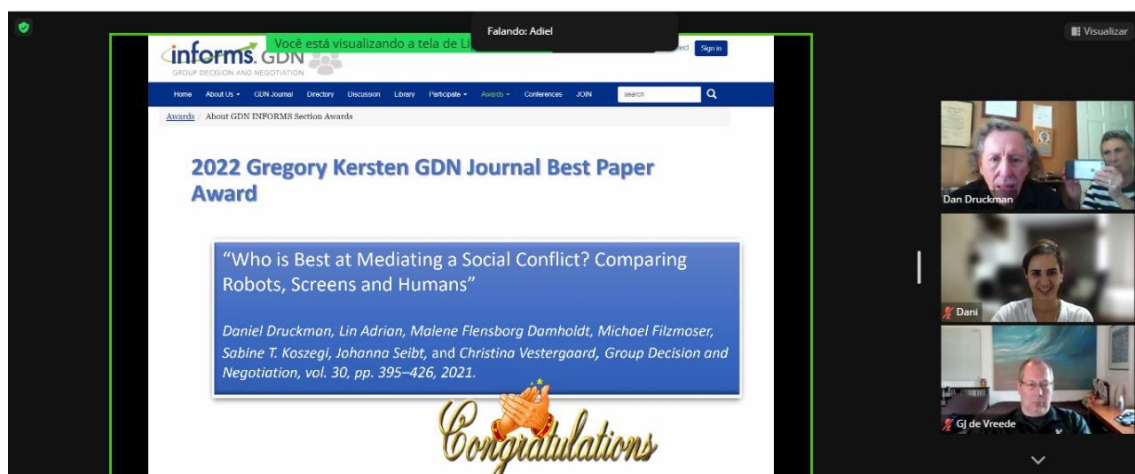 Falando: Adiel
Visualizar
Você está visualizando a tela de LI
informs. GDN
GROUP DECISION AND NEGOTIATION
Sign in
Home About Us GDN Journal Directory Discussion Library Participate Awards Conferences JOIN search
Awards / About GDN INFORMS Section Awards
2022 Gregory Kersten GDN Journal Best Paper
Award
“Who is Best at Mediating a Social Conflict? Comparing
Robots, Screens and Humans”
Daniel Druckman, Lin Adrian, Malene Flensborg Damholdt, Michael Filzmoser,
Sabine T. Koszegi, Johanna Seibt, and Christina Vestergaard, Group Decision and
Negotiation, vol. 30, pp. 395–426, 2021.
Congratulations
Dan Druckman
Dani
GJ de Vreede